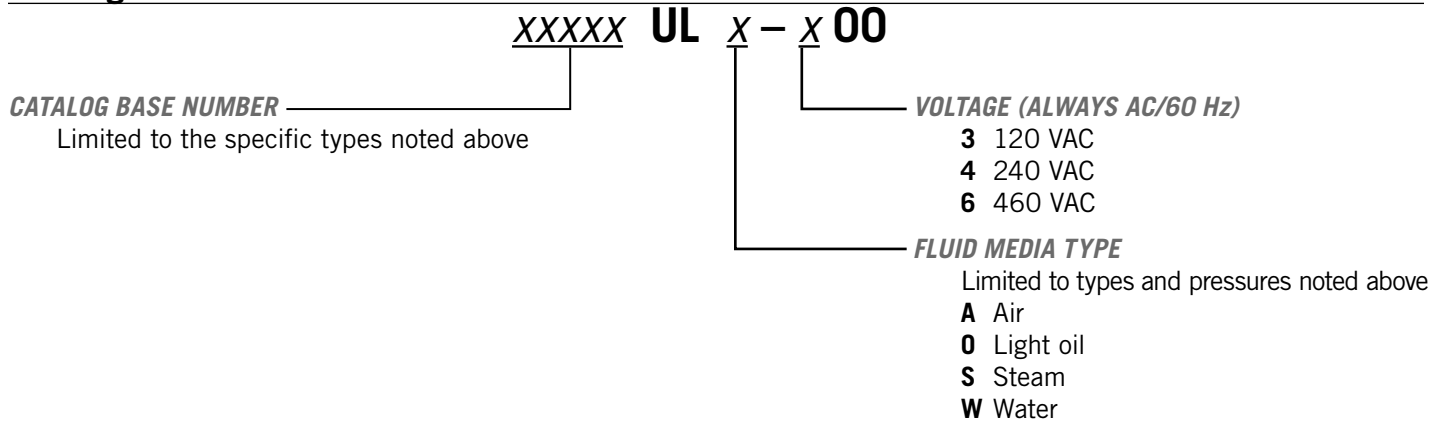 XXXXX UL X – X 00
CATALOG BASE NUMBER
Limited to the specific types noted above
VOLTAGE (ALWAYS AC/60 Hz)
3 120 VAC
4 240 VAC
6 460 VAC
FLUID MEDIA TYPE
Limited to types and pressures noted above
A Air
O Light oil
S Steam
W Water